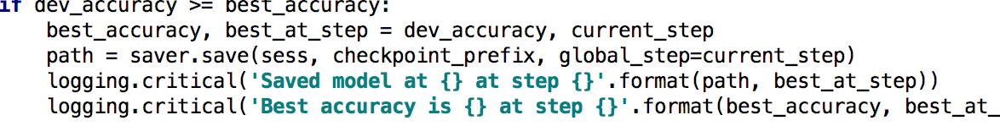 if dev_accuracy >= best_accuracy:
best_accuracy, best_at_step = dev_accuracy, current_step
path = saver.save(sess, checkpoint_prefix, global_step=current_step)
logging.critical('Saved model at {} at step {}'.format(path, best_at_step))
logging.critical('Best accuracy is {} at step {}'.format(best_accuracy, best_at_